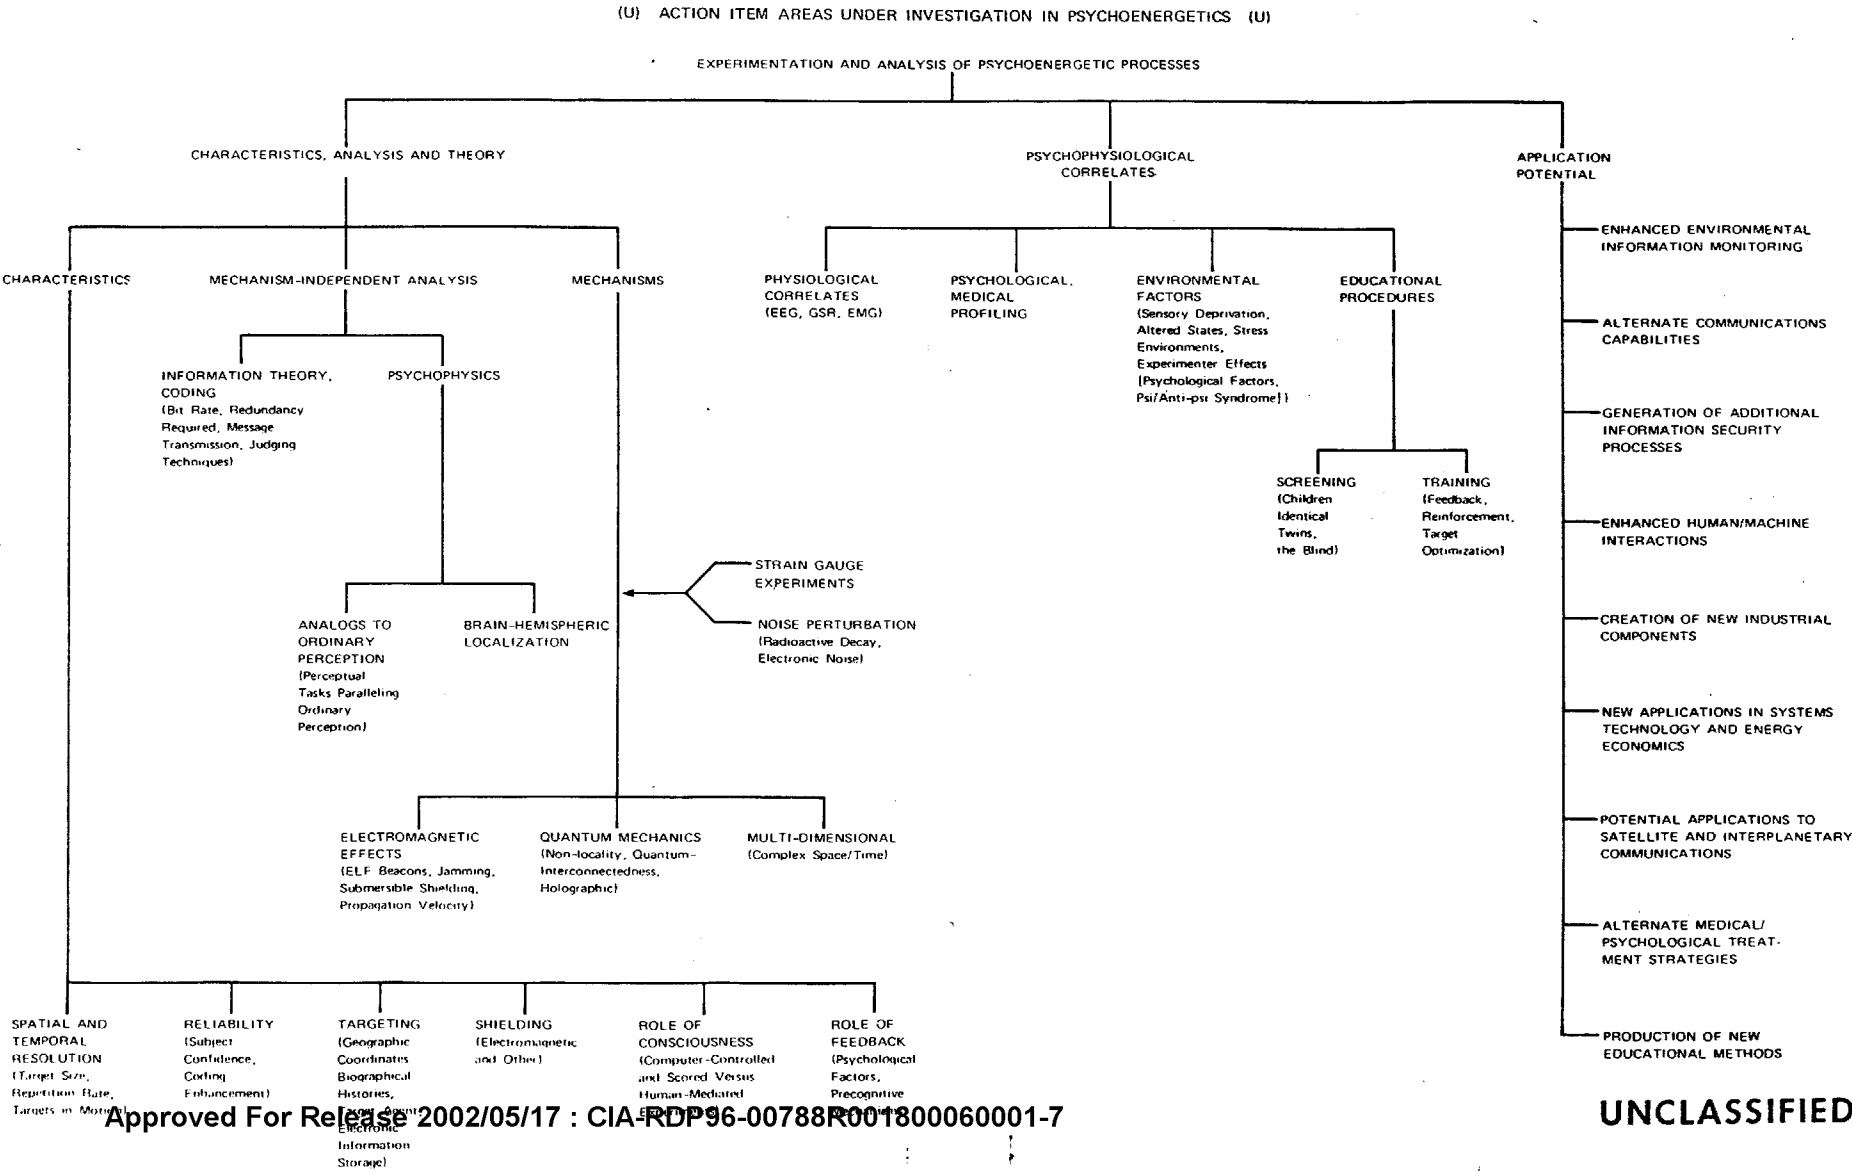 (U) ACTION ITEM AREAS UNDER INVESTIGATION IN PSYCHOENERGETICS (U)
EXPERIMENTATION AND ANALYSIS OF PSYCHOENERGETIC PROCESSES
CHARACTERISTICS, ANALYSIS AND THEORY
PSYCHOPHYSIOLOGICAL
CORRELATES
APPLICATION
POTENTIAL
CHARACTERISTICS
MECHANISM-INDEPENDENT ANALYSIS
MECHANISMS
PHYSIOLOGICAL
CORRELATES
(EEG, GSR, EMG)
PSYCHOLOGICAL,
MEDICAL
PROFILING
ENVIRONMENTAL
FACTORS
(Sensory Deprivation,
Altered States, Stress
Environments,
Experimenter Effects
[Psychological Factors,
Psi/Anti-psi Syndrome])
EDUCATIONAL
PROCEDURES
INFORMATION THEORY,
CODING
(Bit Rate, Redundancy
Required, Message
Transmission, Judging
Techniques)
PSYCHOPHYSICS
SCREENING
(Children
Identical
Twins,
the Blind)
TRAINING
(Feedback,
Reinforcement,
Target
Optimization)
STRAIN GAUGE
EXPERIMENTS
NOISE PERTURBATION
(Radioactive Decay,
Electronic Noise)
ANALOGS TO
ORDINARY
PERCEPTION
(Perceptual
Tasks Paralleling
Ordinary
Perception)
BRAIN-HEMISPHERIC
LOCALIZATION
ELECTROMAGNETIC
EFFECTS
(ELF Beacons, Jamming,
Submersible Shielding,
Propagation Velocity)
QUANTUM MECHANICS
(Non-locality, Quantum-
Interconnectedness,
Holographic)
MULTI-DIMENSIONAL
(Complex Space/Time)
SPATIAL AND
TEMPORAL
RESOLUTION
(Target Size,
Repetition Rate,
Targets in Motion)
RELIABILITY
(Subject
Confidence,
Coding
Enhancement)
TARGETING
(Geographic
Coordinates
Biographical
Histories,
Target Agents
Electronic
Information
Storage)
SHIELDING
(Electromagnetic
and Other)
ROLE OF
CONSCIOUSNESS
(Computer-Controlled
and Scored Versus
Human-Mediated
Experiments)
ROLE OF
FEEDBACK
(Psychological
Factors,
Precognitive
ENHANCED ENVIRONMENTAL
INFORMATION MONITORING
ALTERNATE COMMUNICATIONS
CAPABILITIES
GENERATION OF ADDITIONAL
INFORMATION SECURITY
PROCESSES
ENHANCED HUMAN/MACHINE
INTERACTIONS
CREATION OF NEW INDUSTRIAL
COMPONENTS
NEW APPLICATIONS IN SYSTEMS
TECHNOLOGY AND ENERGY
ECONOMICS
POTENTIAL APPLICATIONS TO
SATELLITE AND INTERPLANETARY
COMMUNICATIONS
ALTERNATE MEDICAL/
PSYCHOLOGICAL TREAT-
MENT STRATEGIES
PRODUCTION OF NEW
EDUCATIONAL METHODS
Approved For Release 2002/05/17 : CIA-RDP96-00788R001800060001-7
UNCLASSIFIED